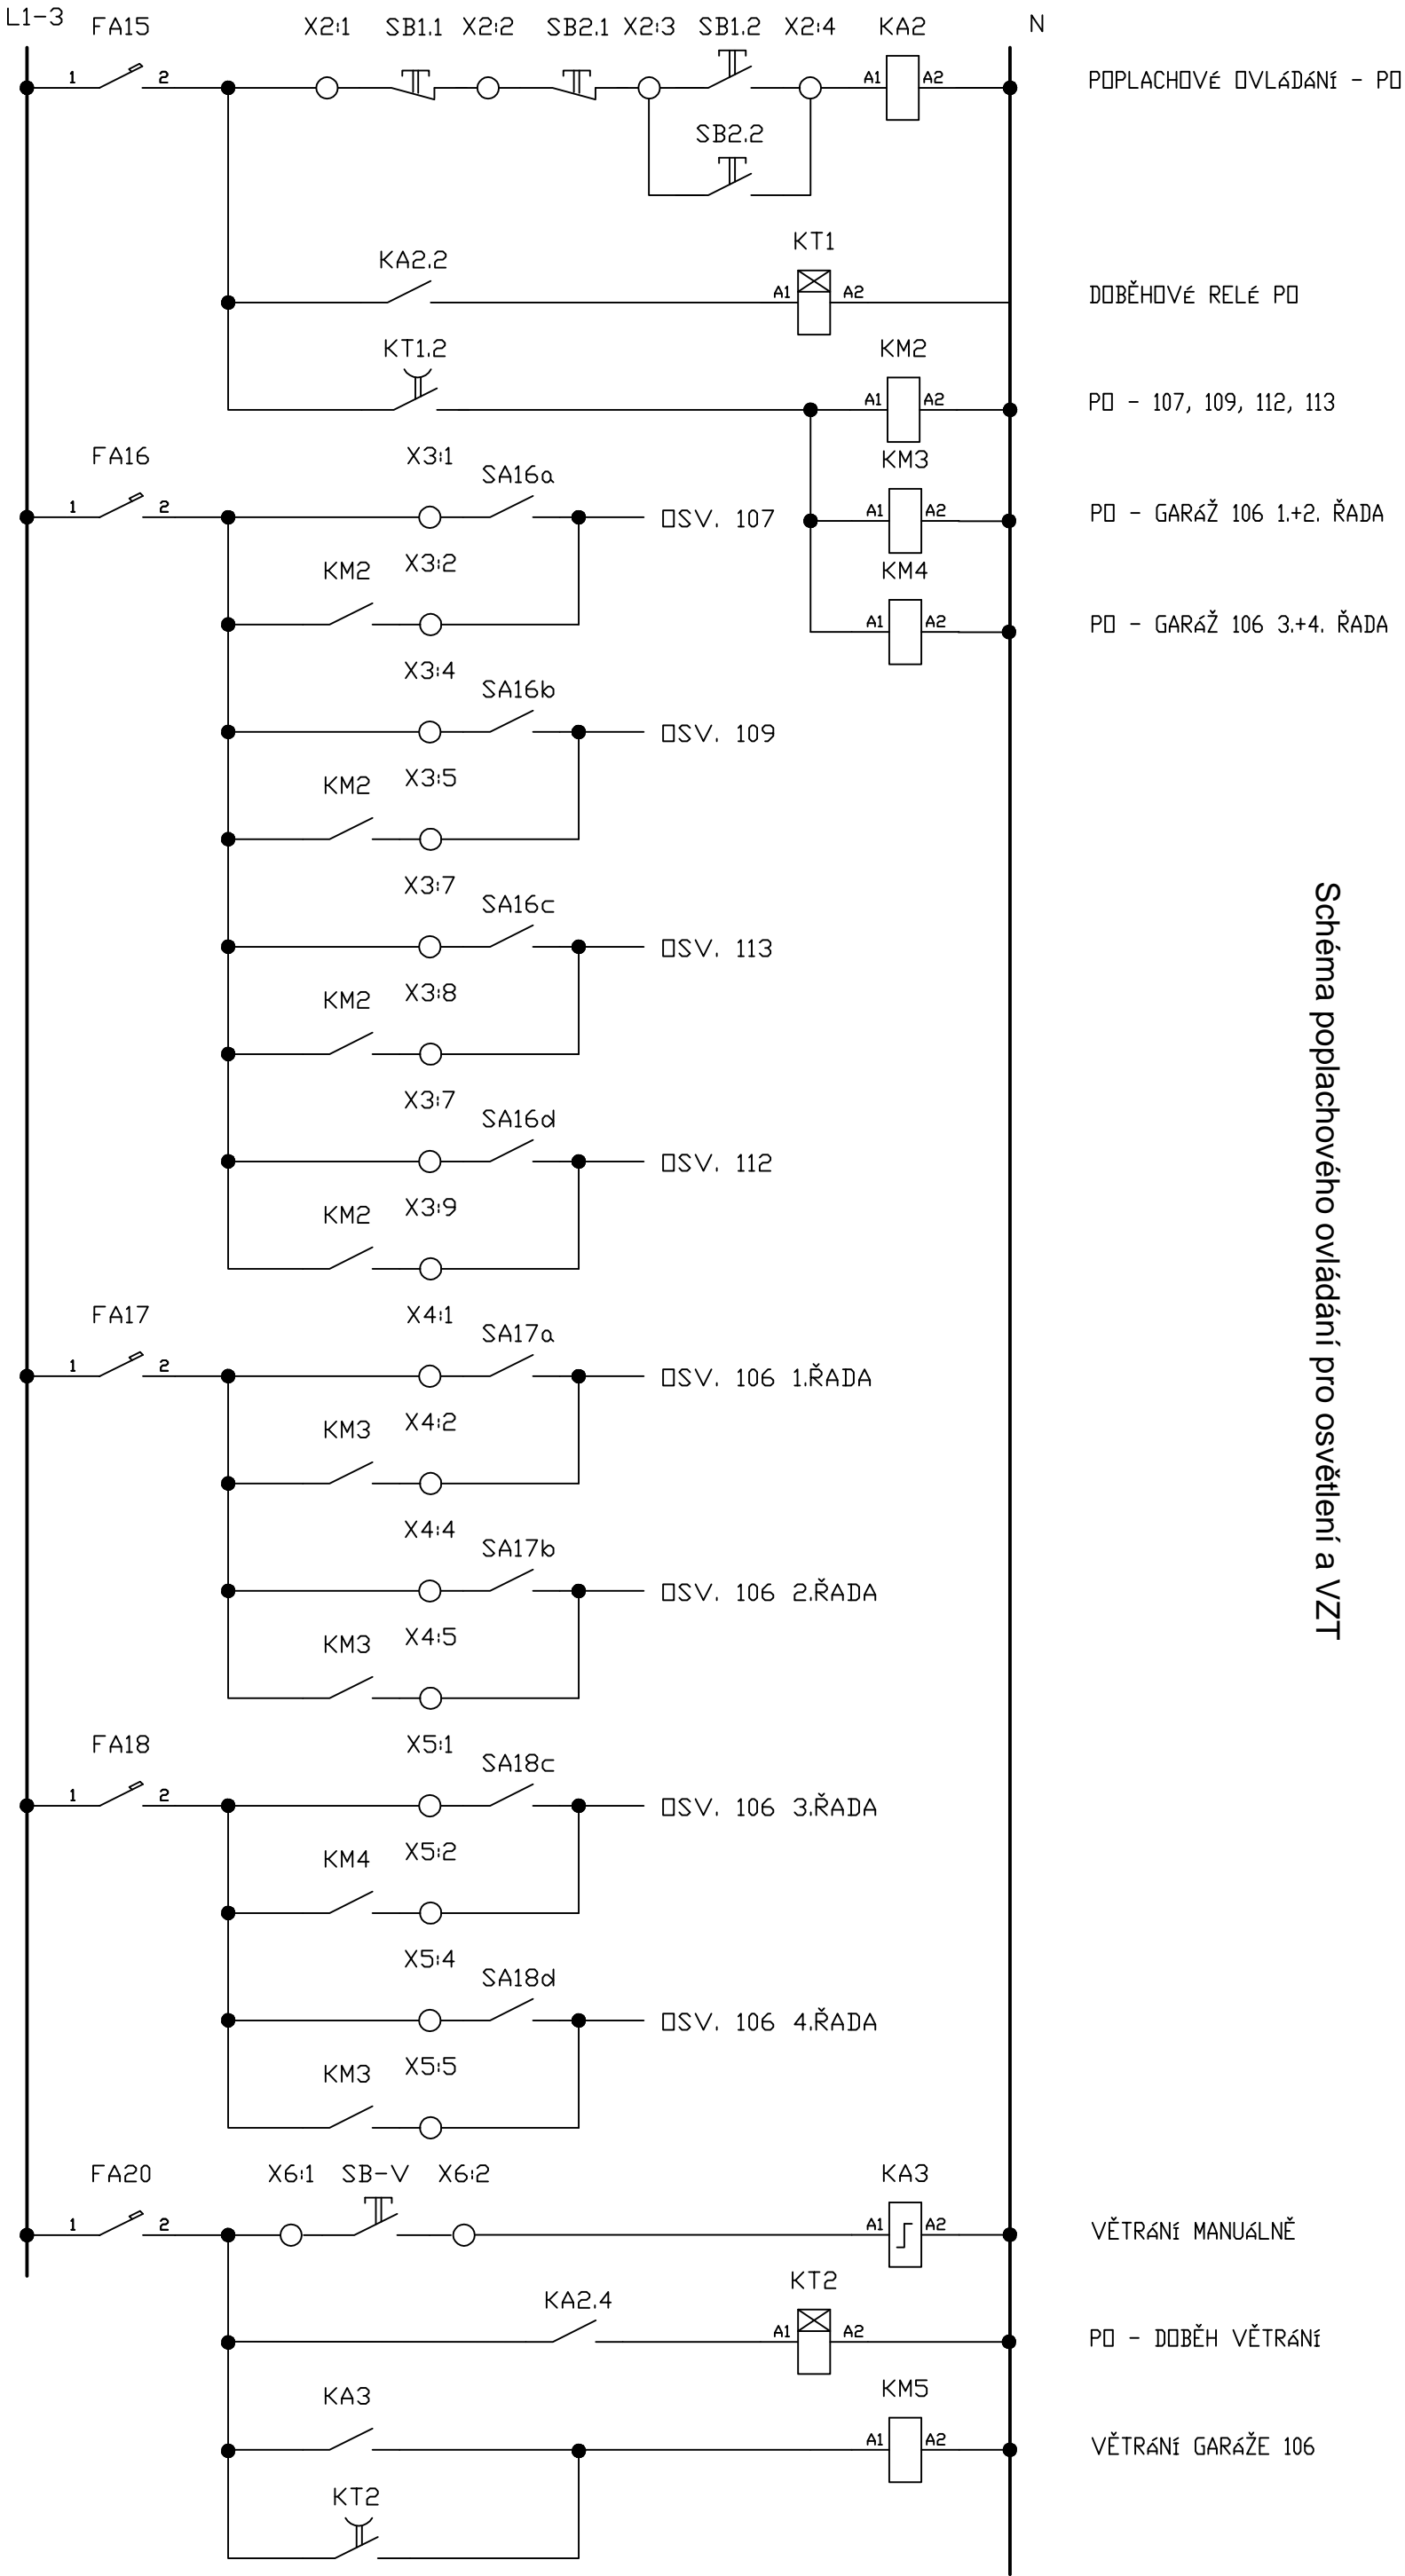 L1-3 FA15 X2:1 SB1.1 X2:2 SB2.1 X2:3 SB1.2 X2:4 KA2 N
1 2 A1 A2 POPLACHOVÉ OVLÁDÁNÍ - PO
SB2.2
KA2.2 KT1
A1 A2 DOBĚHOVÉ RELÉ PO
KT1.2 KM2
A1 A2 PO - 107, 109, 112, 113
FA16 X3:1 SA16a KM3
1 2 OSV. 107 A1 A2 PO - GARÁŽ 106 1.+2. ŘADA
KM2 X3:2 KM4
A1 A2 PO - GARÁŽ 106 3.+4. ŘADA
X3:4 SA16b
OSV. 109
KM2 X3:5
X3:7 SA16c
OSV. 113
KM2 X3:8
X3:7 SA16d
OSV. 112
KM2 X3:9
FA17 X4:1 SA17a
1 2 OSV. 106 1.ŘADA
KM3 X4:2
X4:4 SA17b
OSV. 106 2.ŘADA
KM3 X4:5
FA18 X5:1 SA18c
1 2 OSV. 106 3.ŘADA
KM4 X5:2
X5:4 SA18d
OSV. 106 4.ŘADA
KM3 X5:5
FA20 X6:1 SB-V X6:2 KA3
1 2 A1 A2 VĚTRÁNÍ MANUÁLNĚ
KA2.4 KT2
A1 A2 PO - DOBĚH VĚTRÁNÍ
KA3 KM5
A1 A2 VĚTRÁNÍ GARÁŽE 106
KT2
Schéma poplachového ovládání pro osvětlení a VZT